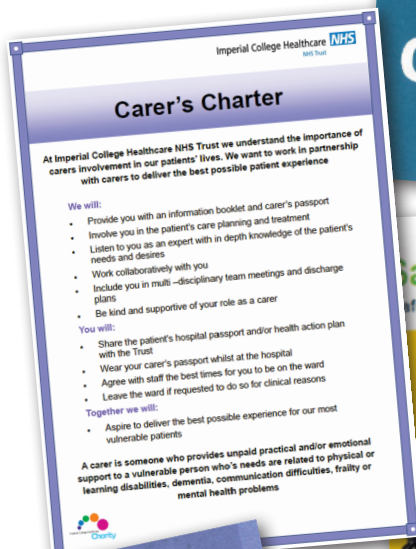 Imperial College Healthcare NHS
NHS Trust
Carer's Charter
At Imperial College Healthcare NHS Trust we understand the importance of
carers involvement in our patients' lives. We want to work in partnership
with carers to deliver the best possible patient experience
We will:
• Provide you with an information booklet and carer's passport
• Involve you in the patient's care planning and treatment
• Listen to you as an expert with in depth knowledge of the patient's
needs and desires
• Work collaboratively with you
• Include you in multi –disciplinary team meetings and discharge
plans
• Be kind and supportive of your role as a carer
You will:
• Share the patient's hospital passport and/or health action plan
with the Trust
• Wear your carer's passport whilst at the hospital
• Agree with staff the best times for you to be on the ward
• Leave the ward if requested to do so for clinical reasons
Together we will:
• Aspire to deliver the best possible experience for our most
vulnerable patients
A carer is someone who provides unpaid practical and/or emotional
support to a vulnerable person who's needs are related to physical or
learning disabilities, dementia, communication difficulties, frailty or
mental health problems
Charity